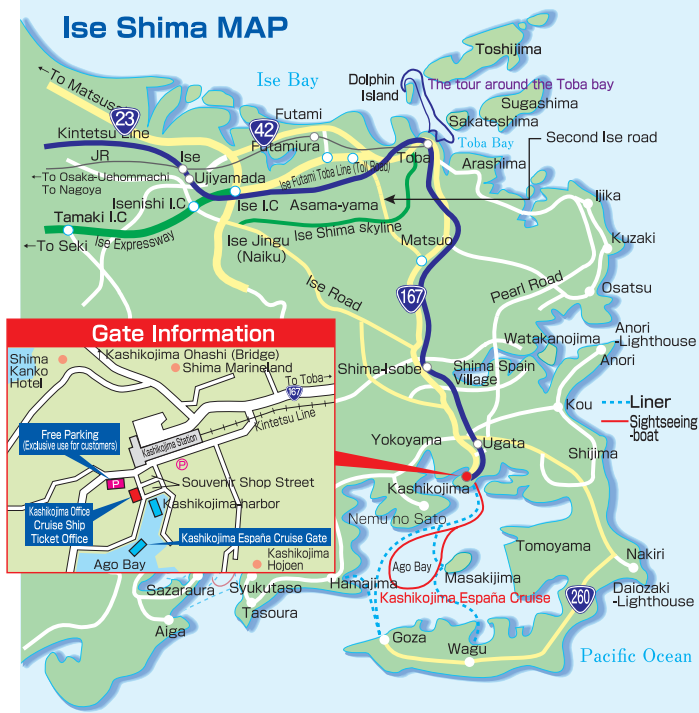 Ise Shima MAP
Toshijima
Ise Bay
Dolphin
Island
The tour around the Toba bay
←To Matsusa
Sugashima
23
Futami
Sakateshima
42
Kintetsu Line
Futamiura
Second Ise road
JR
Ise
Toba
Toba Bay
Arashima
←To Osaka-Uehommachi
To Nagoya
Ujiyamada
Ise Futami Toba Line (Toll Road)
Isenishi I.C
Ise I.C
Asama-yama
Ijika
Tamaki I.C
Ise Expressway
Ise Shima skyline
←To Seki
Ise Jingu
(Naiku)
Matsuo
Kuzaki
Ise Road
Pearl Road
167
Osatsu
Anori
-Lighthouse
Watakanojima
Anori
Shima-Isobe
Shima Spain
Village
Liner
Kou
Sightseeing
-boat
Yokoyama
Ugata
Shijima
Kashikojima
Nemu no Sato
Ago Bay
Tomoyama
Nakiri
Masakijima
Hamajima
Daiozaki
-Lighthouse
Kashikojima España Cruise
260
Sazaraura
Syukutaso
Tasoura
Aiga
Goza
Wagu
Pacific Ocean
Gate Information
Shima
Kanko
Hotel
Kashikojima Ohashi (Bridge)
Shima Marineland
To Toba→
167
Kintetsu Line
Free Parking
(Exclusive use for customers)
Kashikojima Station
P
P
Souvenir Shop Street
Kashikojima-harbor
Kashikojima Office
Cruise Ship
Ticket Office
Kashikojima España Cruise Gate
Ago Bay
Kashikojima
Hojoen